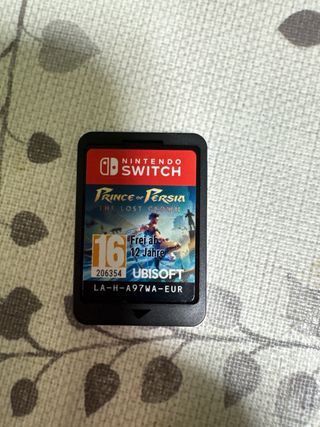 NINTENDO
SWITCH
PRINCE OF PERSIA
THE LOST CROWN
16
206354
Frei ab
12 Jahre
UBISOFT
LA-H-A97WA-EUR